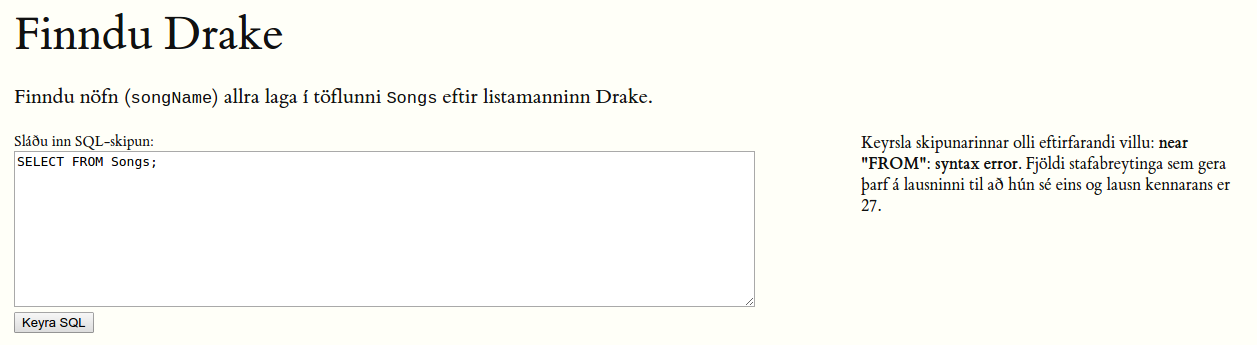 Finndu Drake
Finndu nöfn (songName) allra laga í töflunni Songs eftir listamanninn Drake.
Sláðu inn SQL-skipun:
SELECT FROM Songs;
Keyra SQL
Keyrsla skipunarinnar olli eftirfarandi villu: near
"FROM": syntax error. Fjöldi stafabreytinga sem gera
þarf á lausninni til að hún sé eins og lausn kennarans er
27.